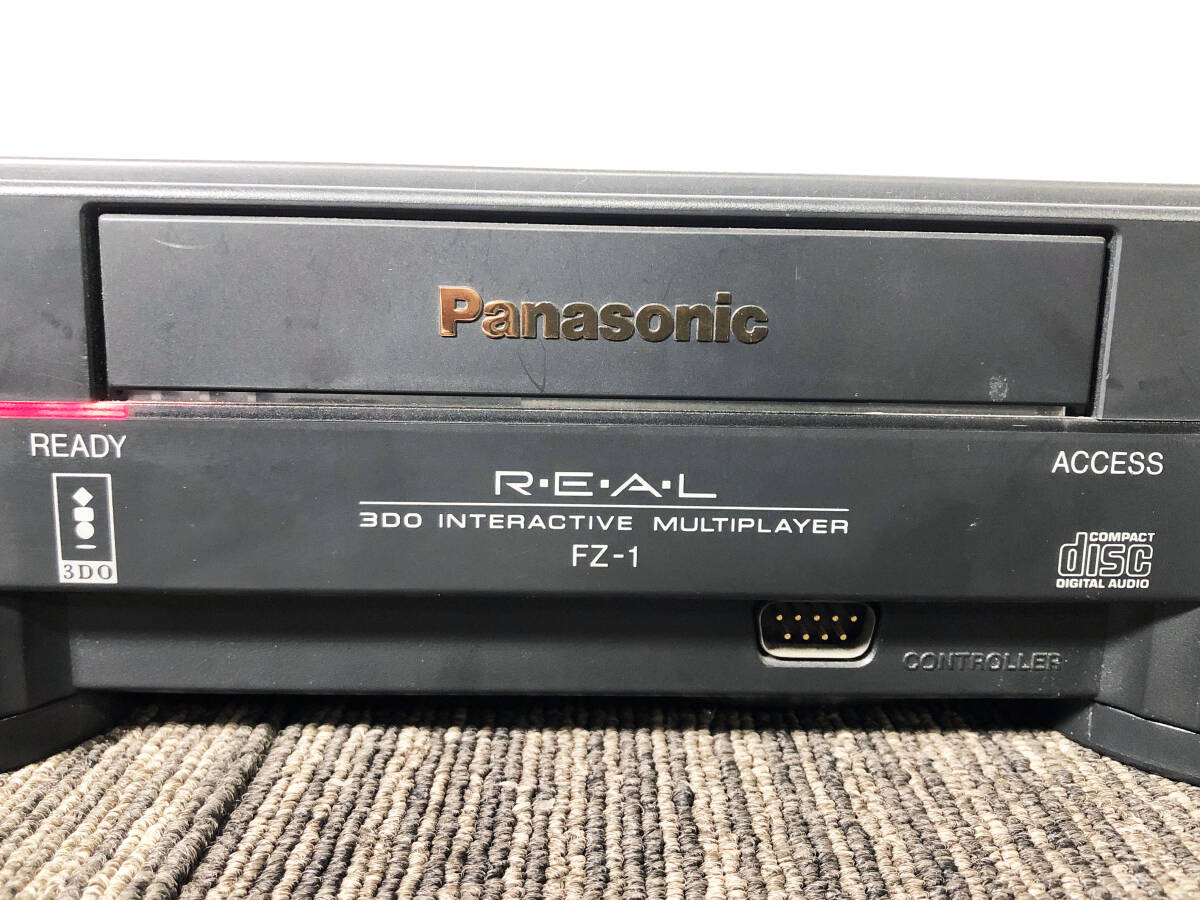 Panasonic
READY
R·E·A·L
ACCESS
3DO INTERACTIVE MULTIPLAYER
FZ-1
3DO
COMPACT
disc
DIGITAL AUDIO
CONTROLLER